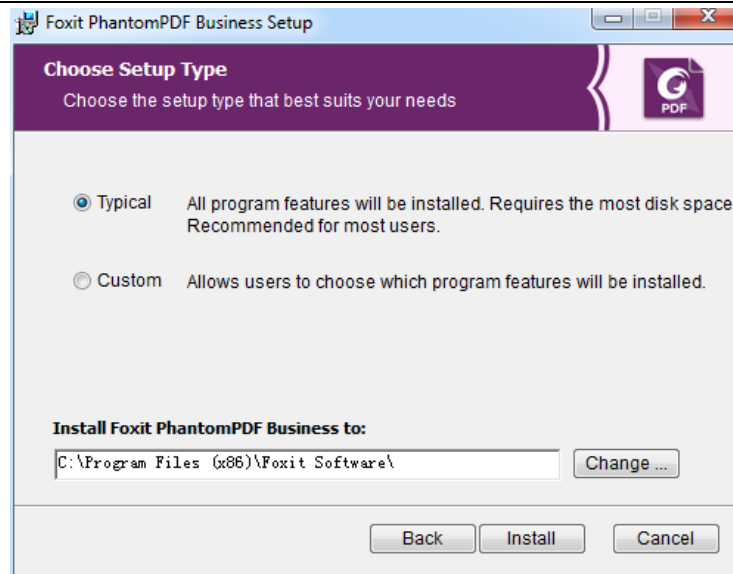 Foxit PhantomPDF Business Setup
Choose Setup Type
Choose the setup type that best suits your needs
PDF
Typical All program features will be installed. Requires the most disk space
Recommended for most users.
Custom Allows users to choose which program features will be installed.
Install Foxit PhantomPDF Business to:
C:\Program Files (x86)\Foxit Software\
Change ...
Back Install Cancel